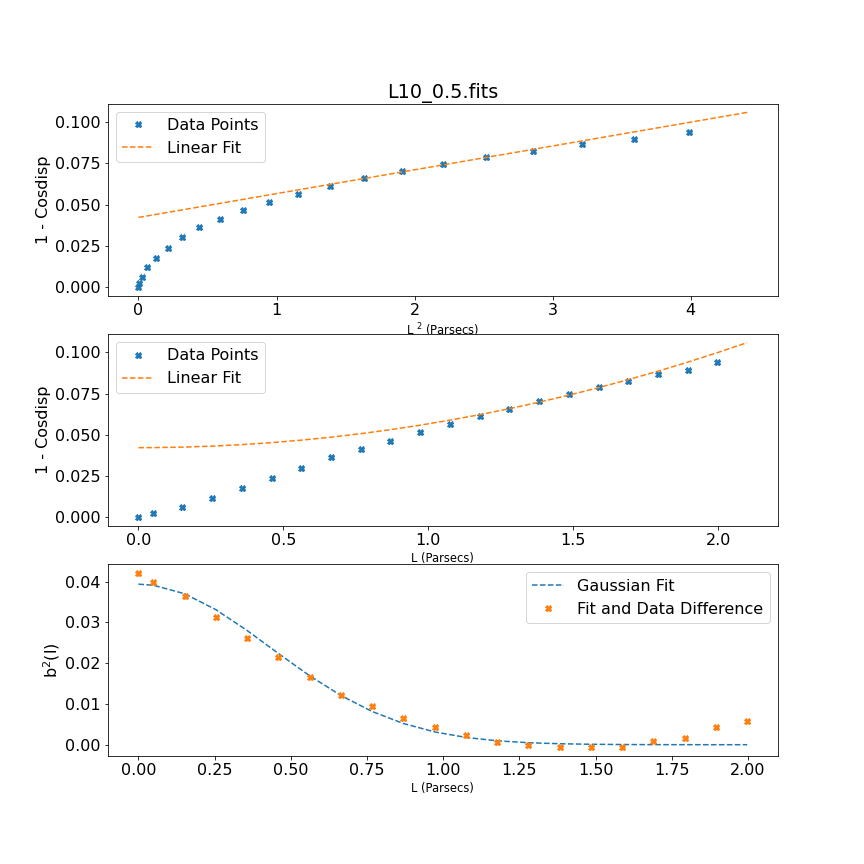 L10_0.5.fits
0.100
0.075
0.050
0.025
0.000
1 - Cosdisp
Data Points
Linear Fit
0 1 2 3 4
L ² (Parsecs)
0.100
0.075
0.050
0.025
0.000
1 - Cosdisp
Data Points
Linear Fit
0.0 0.5 1.0 1.5 2.0
L (Parsecs)
0.04
0.03
0.02
0.01
0.00
b²(l)
Gaussian Fit
Fit and Data Difference
0.00 0.25 0.50 0.75 1.00 1.25 1.50 1.75 2.00
L (Parsecs)